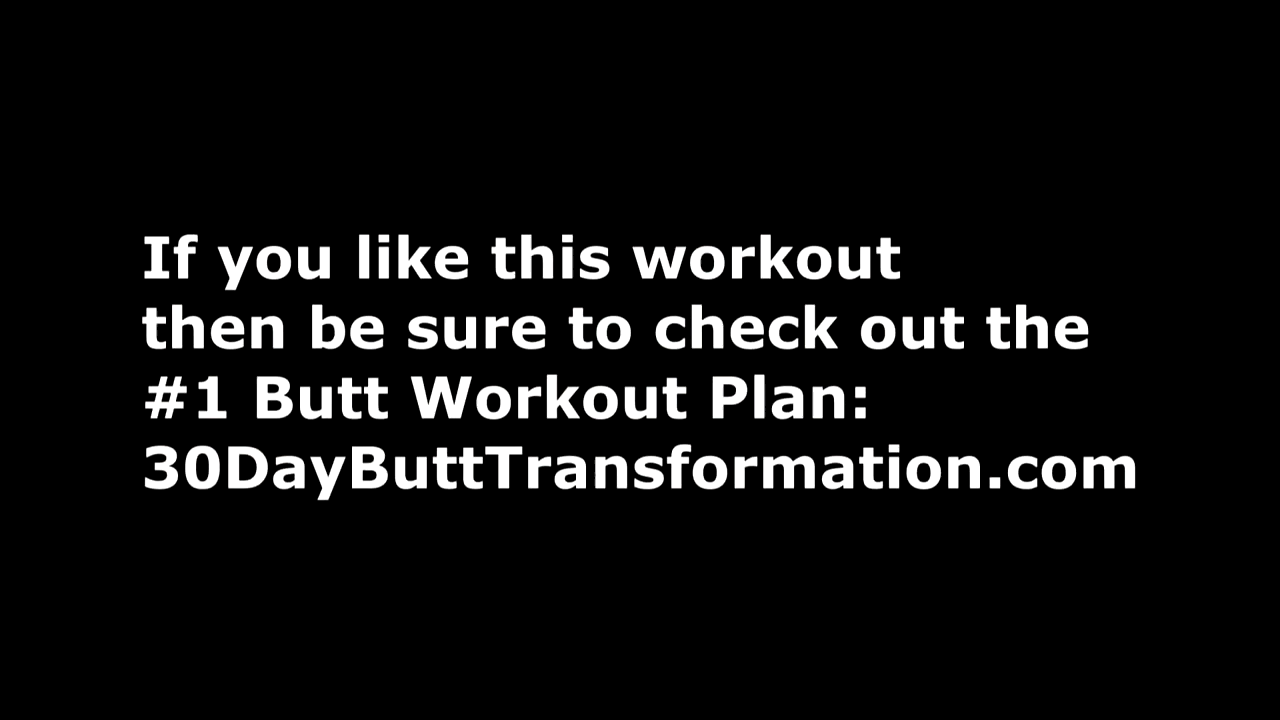 If you like this workout
then be sure to check out the
#1 Butt Workout Plan:
30DayButtTransformation.com